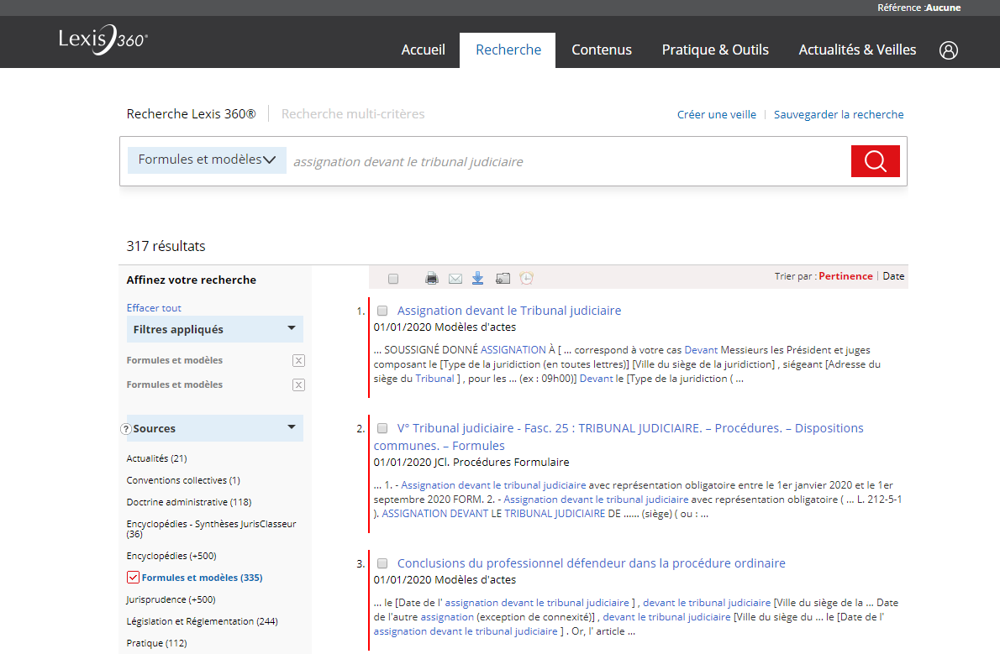 Référence :Aucune
Lexis 360®
Accueil
Recherche
Contenus
Pratique & Outils
Actualités & Veilles
Recherche Lexis 360®
Recherche multi-critères
Créer une veille
Sauvegarder la recherche
Formules et modèles
assignation devant le tribunal judiciaire
317 résultats
Affinez votre recherche
Effacer tout
Filtres appliqués
Formules et modèles
Formules et modèles
? Sources
Actualités (21)
Conventions collectives (1)
Doctrine administrative (118)
Encyclopédies - Synthèses JurisClasseur
(36)
Encyclopédies (+500)
Formules et modèles (335)
Jurisprudence (+500)
Législation et Réglementation (244)
Pratique (112)
Trier par : Pertinence | Date
1. Assignation devant le Tribunal judiciaire
01/01/2020 Modèles d'actes
... SOUSSIGNÉ DONNÉ ASSIGNATION À [ ... correspond à votre cas Devant Messieurs les Président et juges
composant le [Type de la juridiction (en toutes lettres)] [Ville du siège de la juridiction] , siégeant [Adresse du
siège du Tribunal ] , pour les ... (ex : 09h00)] Devant le [Type de la juridiction ( ...
2. V° Tribunal judiciaire - Fasc. 25 : TRIBUNAL JUDICIAIRE. – Procédures. – Dispositions
communes. – Formules
01/01/2020 JCl. Procédures Formulaire
... 1. - Assignation devant le tribunal judiciaire avec représentation obligatoire entre le 1er janvier 2020 et le 1er
septembre 2020 FORM. 2. - Assignation devant le tribunal judiciaire avec représentation obligatoire ( ... L. 212-5-1
). ASSIGNATION DEVANT LE TRIBUNAL JUDICIAIRE DE ...... (siège) ( ou : ...
3. Conclusions du professionnel défendeur dans la procédure ordinaire
01/01/2020 Modèles d'actes
... le [Date de l' assignation devant le tribunal judiciaire ] , devant le tribunal judiciaire [Ville du siège de la ... Date
de l'autre assignation (exception de connexité)] , devant le tribunal judiciaire [Ville du siège du ... le [Date de l'
assignation devant le tribunal judiciaire ] . Or, l' article ...